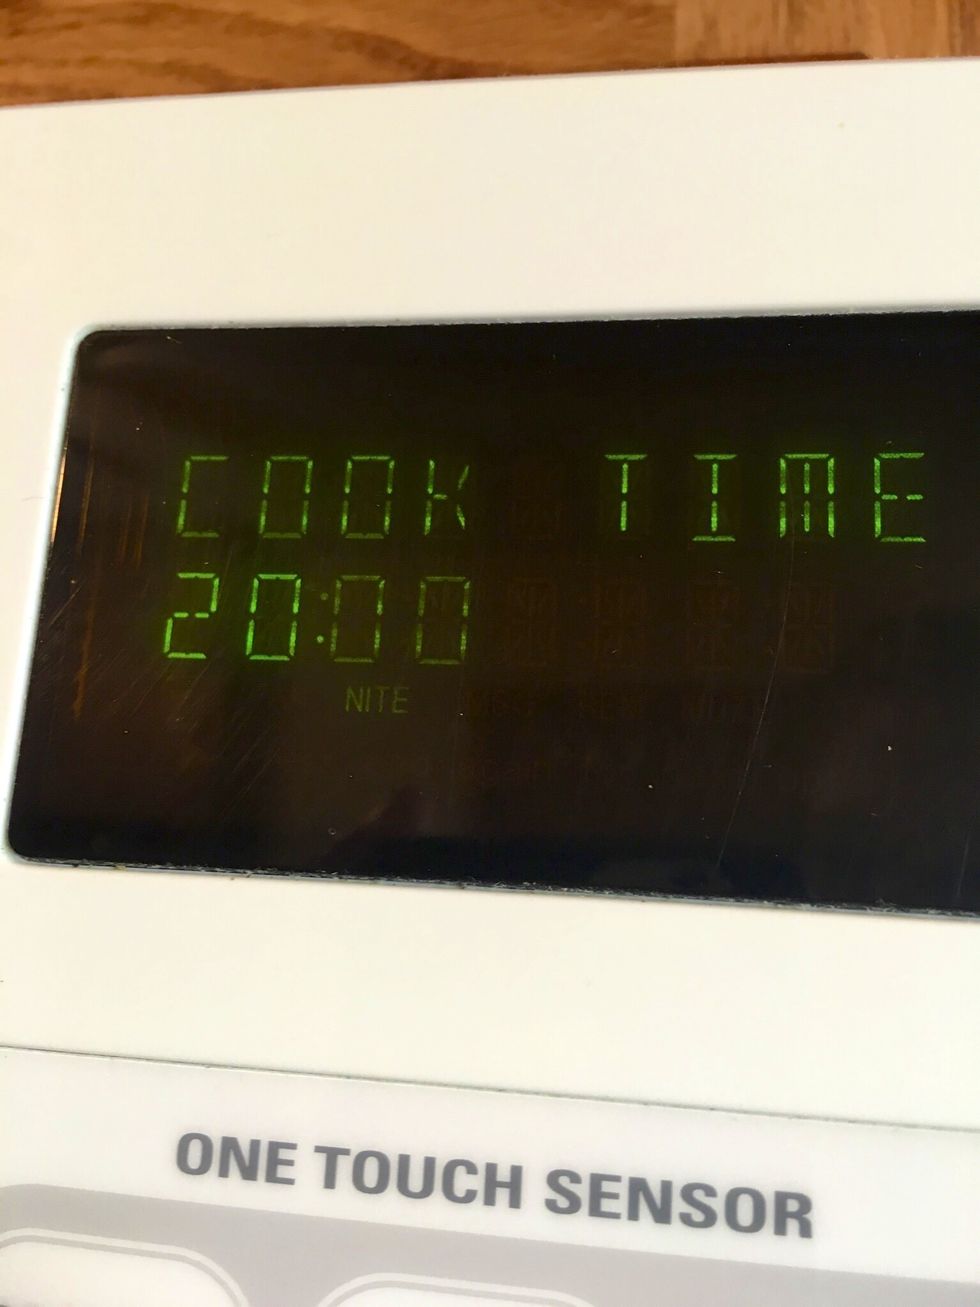 COOK TIME
20:00
NITE
ONE TOUCH SENSOR